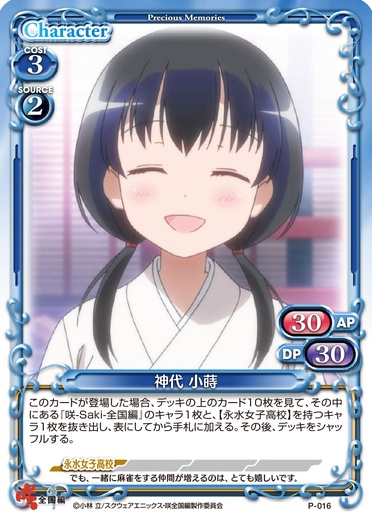 Precious Memories
Character
COST
3
SOURCE
2
30 AP
DP 30
神代 小蒔
このカードが登場した場合、デッキの上のカード10枚を見て、その中
にある『咲-Saki-全国編』のキャラ1枚と、【永水女子高校】を持つキャ
ラ1枚を抜き出し、表にしてから手札に加える。その後、デッキをシャッ
フルする。
永水女子高校
でも、一緒に麻雀をする仲間が増えるのは、とても嬉しいです。
咲 全国編
©小林 立/スクウェアエニックス・咲全国編製作委員会
P-016